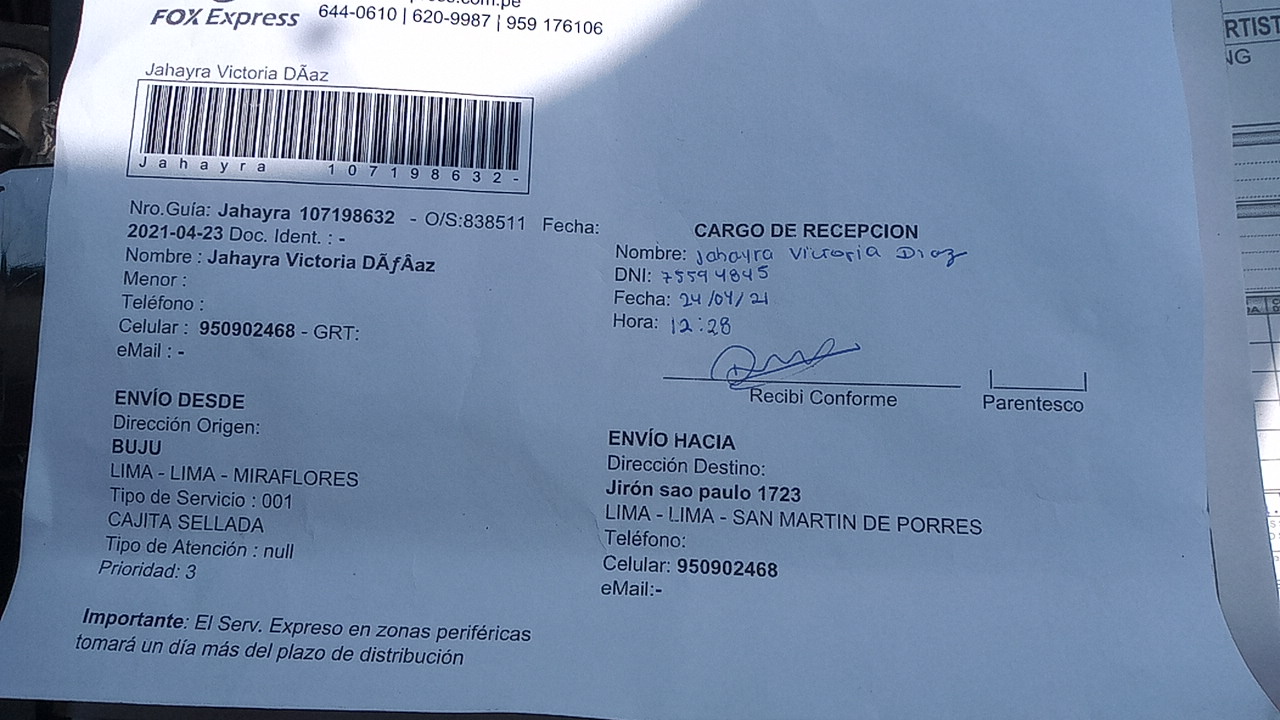 FOX Express
644-0610 | 620-9987 | 959 176106
Jahayra Victoria DÃaz
Jahayra 107198632-
Nro.Guía: Jahayra 107198632 - O/S:838511 Fecha:
2021-04-23 Doc. Ident. : -
Nombre : Jahayra Victoria DÃƒÂaz
Menor :
Teléfono :
Celular : 950902468 - GRT:
eMail : -
CARGO DE RECEPCION
Nombre: Jahayra Victoria Diaz
DNI: 75594845
Fecha: 24/04/21
Hora: 12:28
Recibi Conforme
Parentesco
ENVÍO DESDE
Dirección Origen:
BUJU
LIMA - LIMA - MIRAFLORES
Tipo de Servicio : 001
CAJITA SELLADA
Tipo de Atención : null
Prioridad: 3
ENVÍO HACIA
Dirección Destino:
Jirón sao paulo 1723
LIMA - LIMA - SAN MARTIN DE PORRES
Teléfono:
Celular: 950902468
eMail:-
Importante: El Serv. Expreso en zonas periféricas
tomará un día más del plazo de distribución